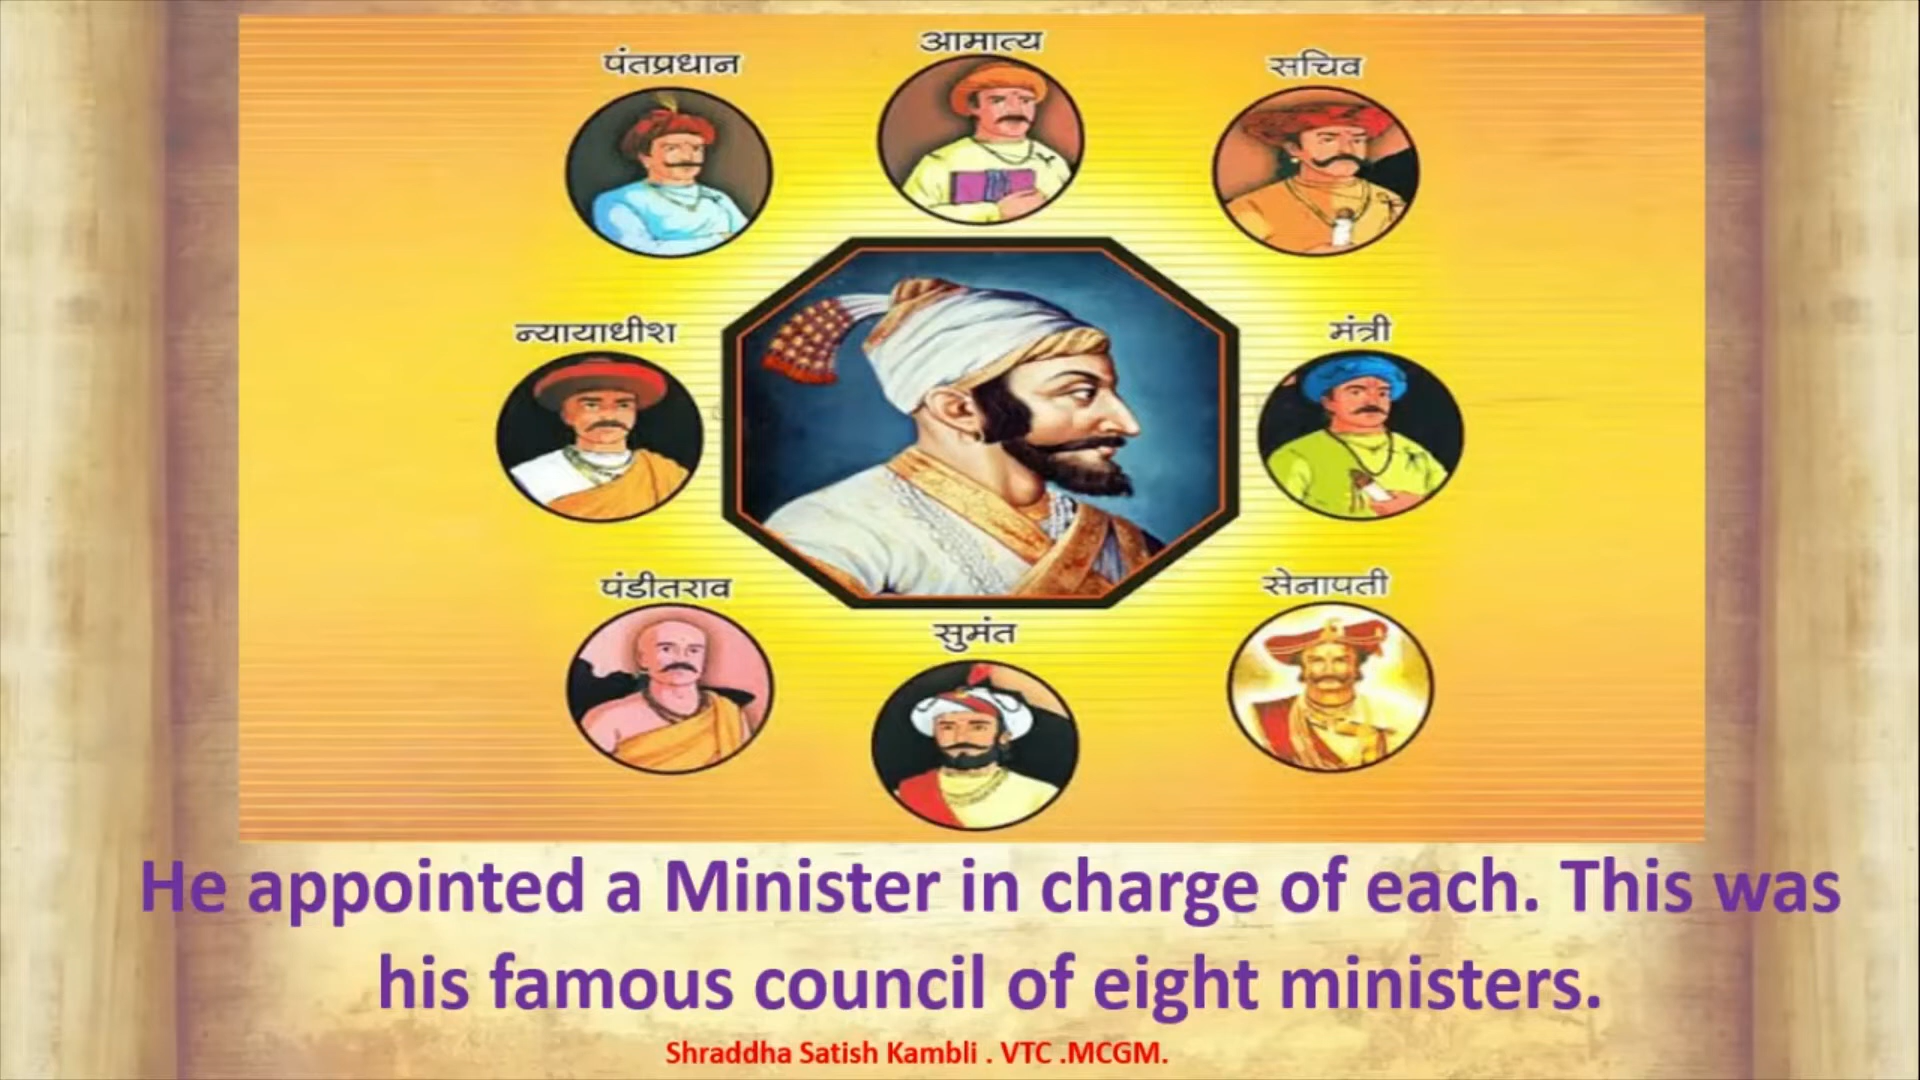 आमात्य
पंतप्रधान
सचिव
न्यायाधीश
मंत्री
पंडीतराव
सेनापती
सुमंत
He appointed a Minister in charge of each. This was
his famous council of eight ministers.
Shraddha Satish Kambli . VTC .MCGM.